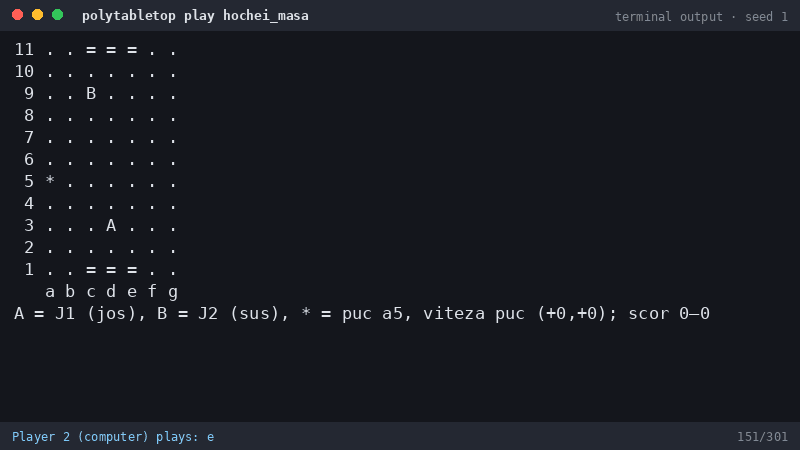 polytabletop play hochei_masa
terminal output · seed 1
11 . . = = = . .
10 . . . . . . .
9 . . B . . . .
8 . . . . . . .
7 . . . . . . .
6 . . . . . . .
5 * . . . . . .
4 . . . . . . .
3 . . . A . . .
2 . . . . . . .
1 . . = = = . .
a b c d e f g
A = J1 (jos), B = J2 (sus), * = puc a5, viteza puc (+0,+0); scor 0–0
Player 2 (computer) plays: e
151/301